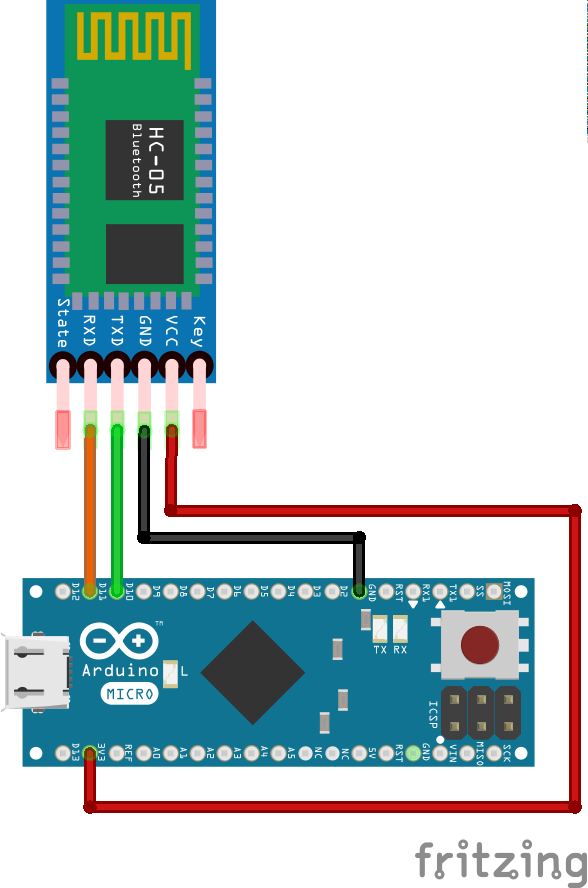 HC-05
Bluetooth
State
RXD
TXD
GND
VCC
Key
D12
D11
D10
D9
D8
D7
D6
D5
D4
D3
D2
GND
RST
RX1
TX1
SS
MOSI
Arduino
TM
MICRO
L
TX
RX
ICSP
D13
3V3
REF
A0
A1
A2
A3
A4
A5
NC
NC
5V
RST
GND
VIN
MISO
SCK
fritzing